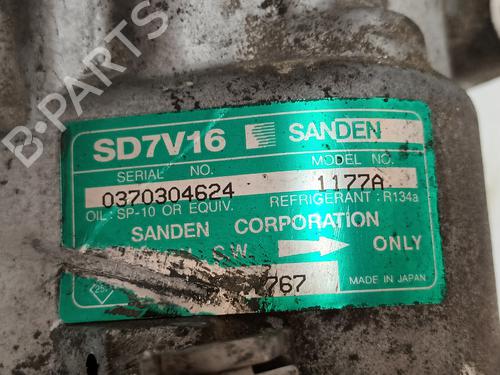 B-PARTS
SD7V16 SANDEN
SERIAL NO. MODEL NO.
0370304624 1177A
OIL: SP-10 OR EQUIV. REFRIGERANT: R134a
SANDEN CORPORATION
S.W. ONLY
767 MADE IN JAPAN